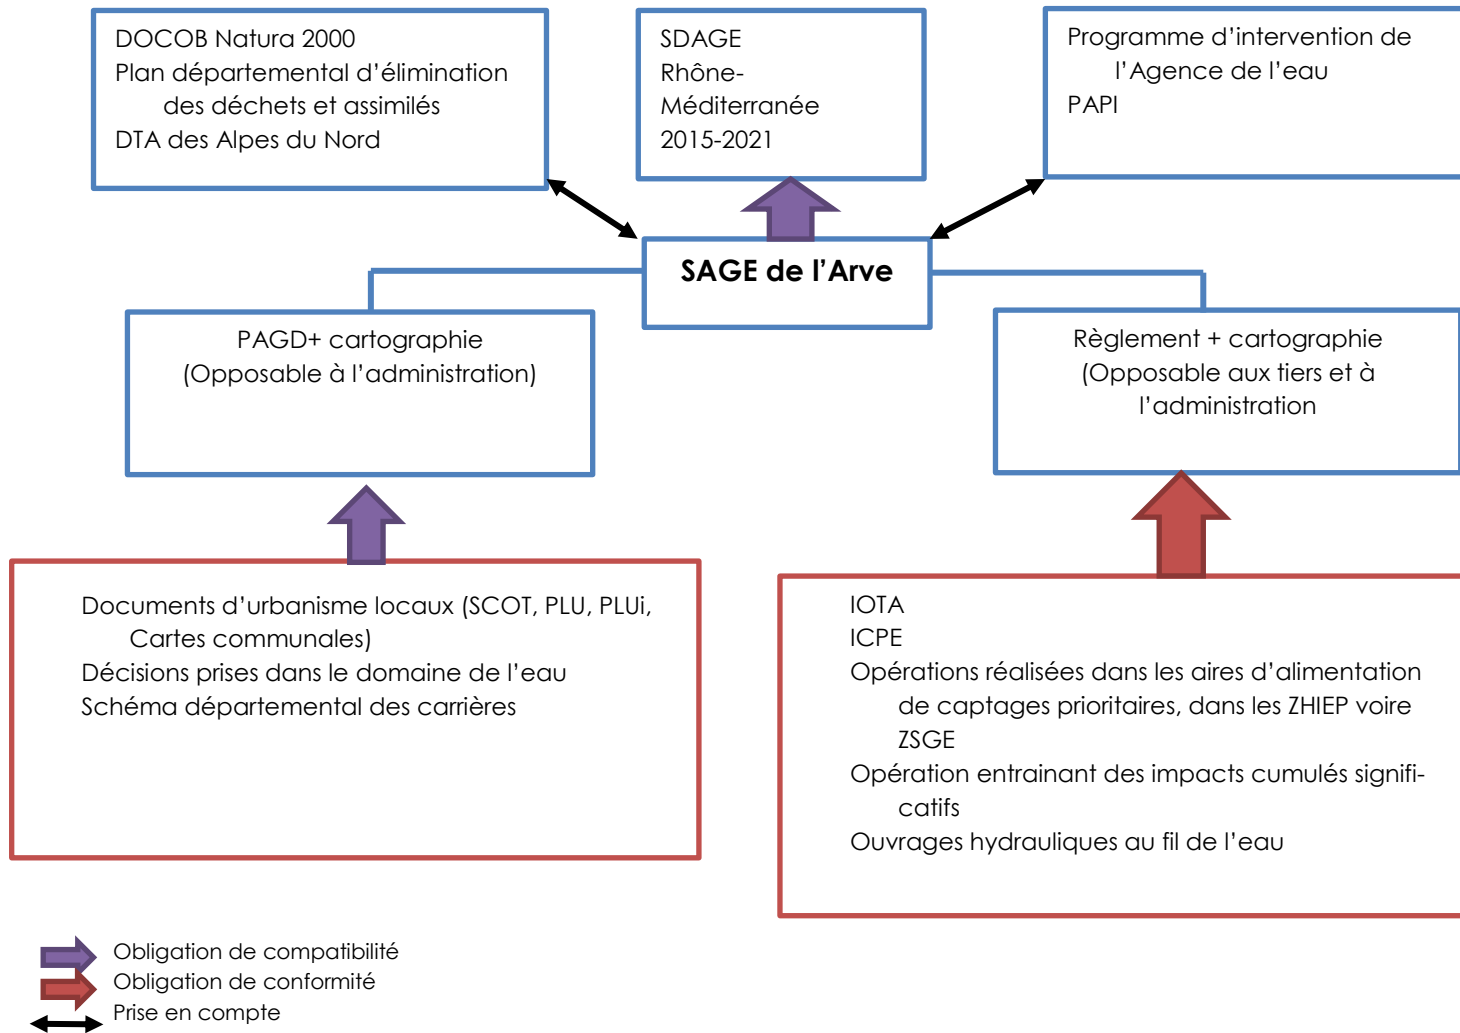 DOCOB Natura 2000
Plan départemental d'élimination
des déchets et assimilés
DTA des Alpes du Nord
SDAGE
Rhône-
Méditerranée
2015-2021
Programme d'intervention de
l'Agence de l'eau
PAPI
SAGE de l'Arve
PAGD+ cartographie
(Opposable à l'administration)
Règlement + cartographie
(Opposable aux tiers et à
l'administration
Documents d'urbanisme locaux (SCOT, PLU, PLUi,
Cartes communales)
Décisions prises dans le domaine de l'eau
Schéma départemental des carrières
IOTA
ICPE
Opérations réalisées dans les aires d'alimentation
de captages prioritaires, dans les ZHIEP voire
ZSGE
Opération entrainant des impacts cumulés signifi-
catifs
Ouvrages hydrauliques au fil de l'eau
Obligation de compatibilité
Obligation de conformité
Prise en compte